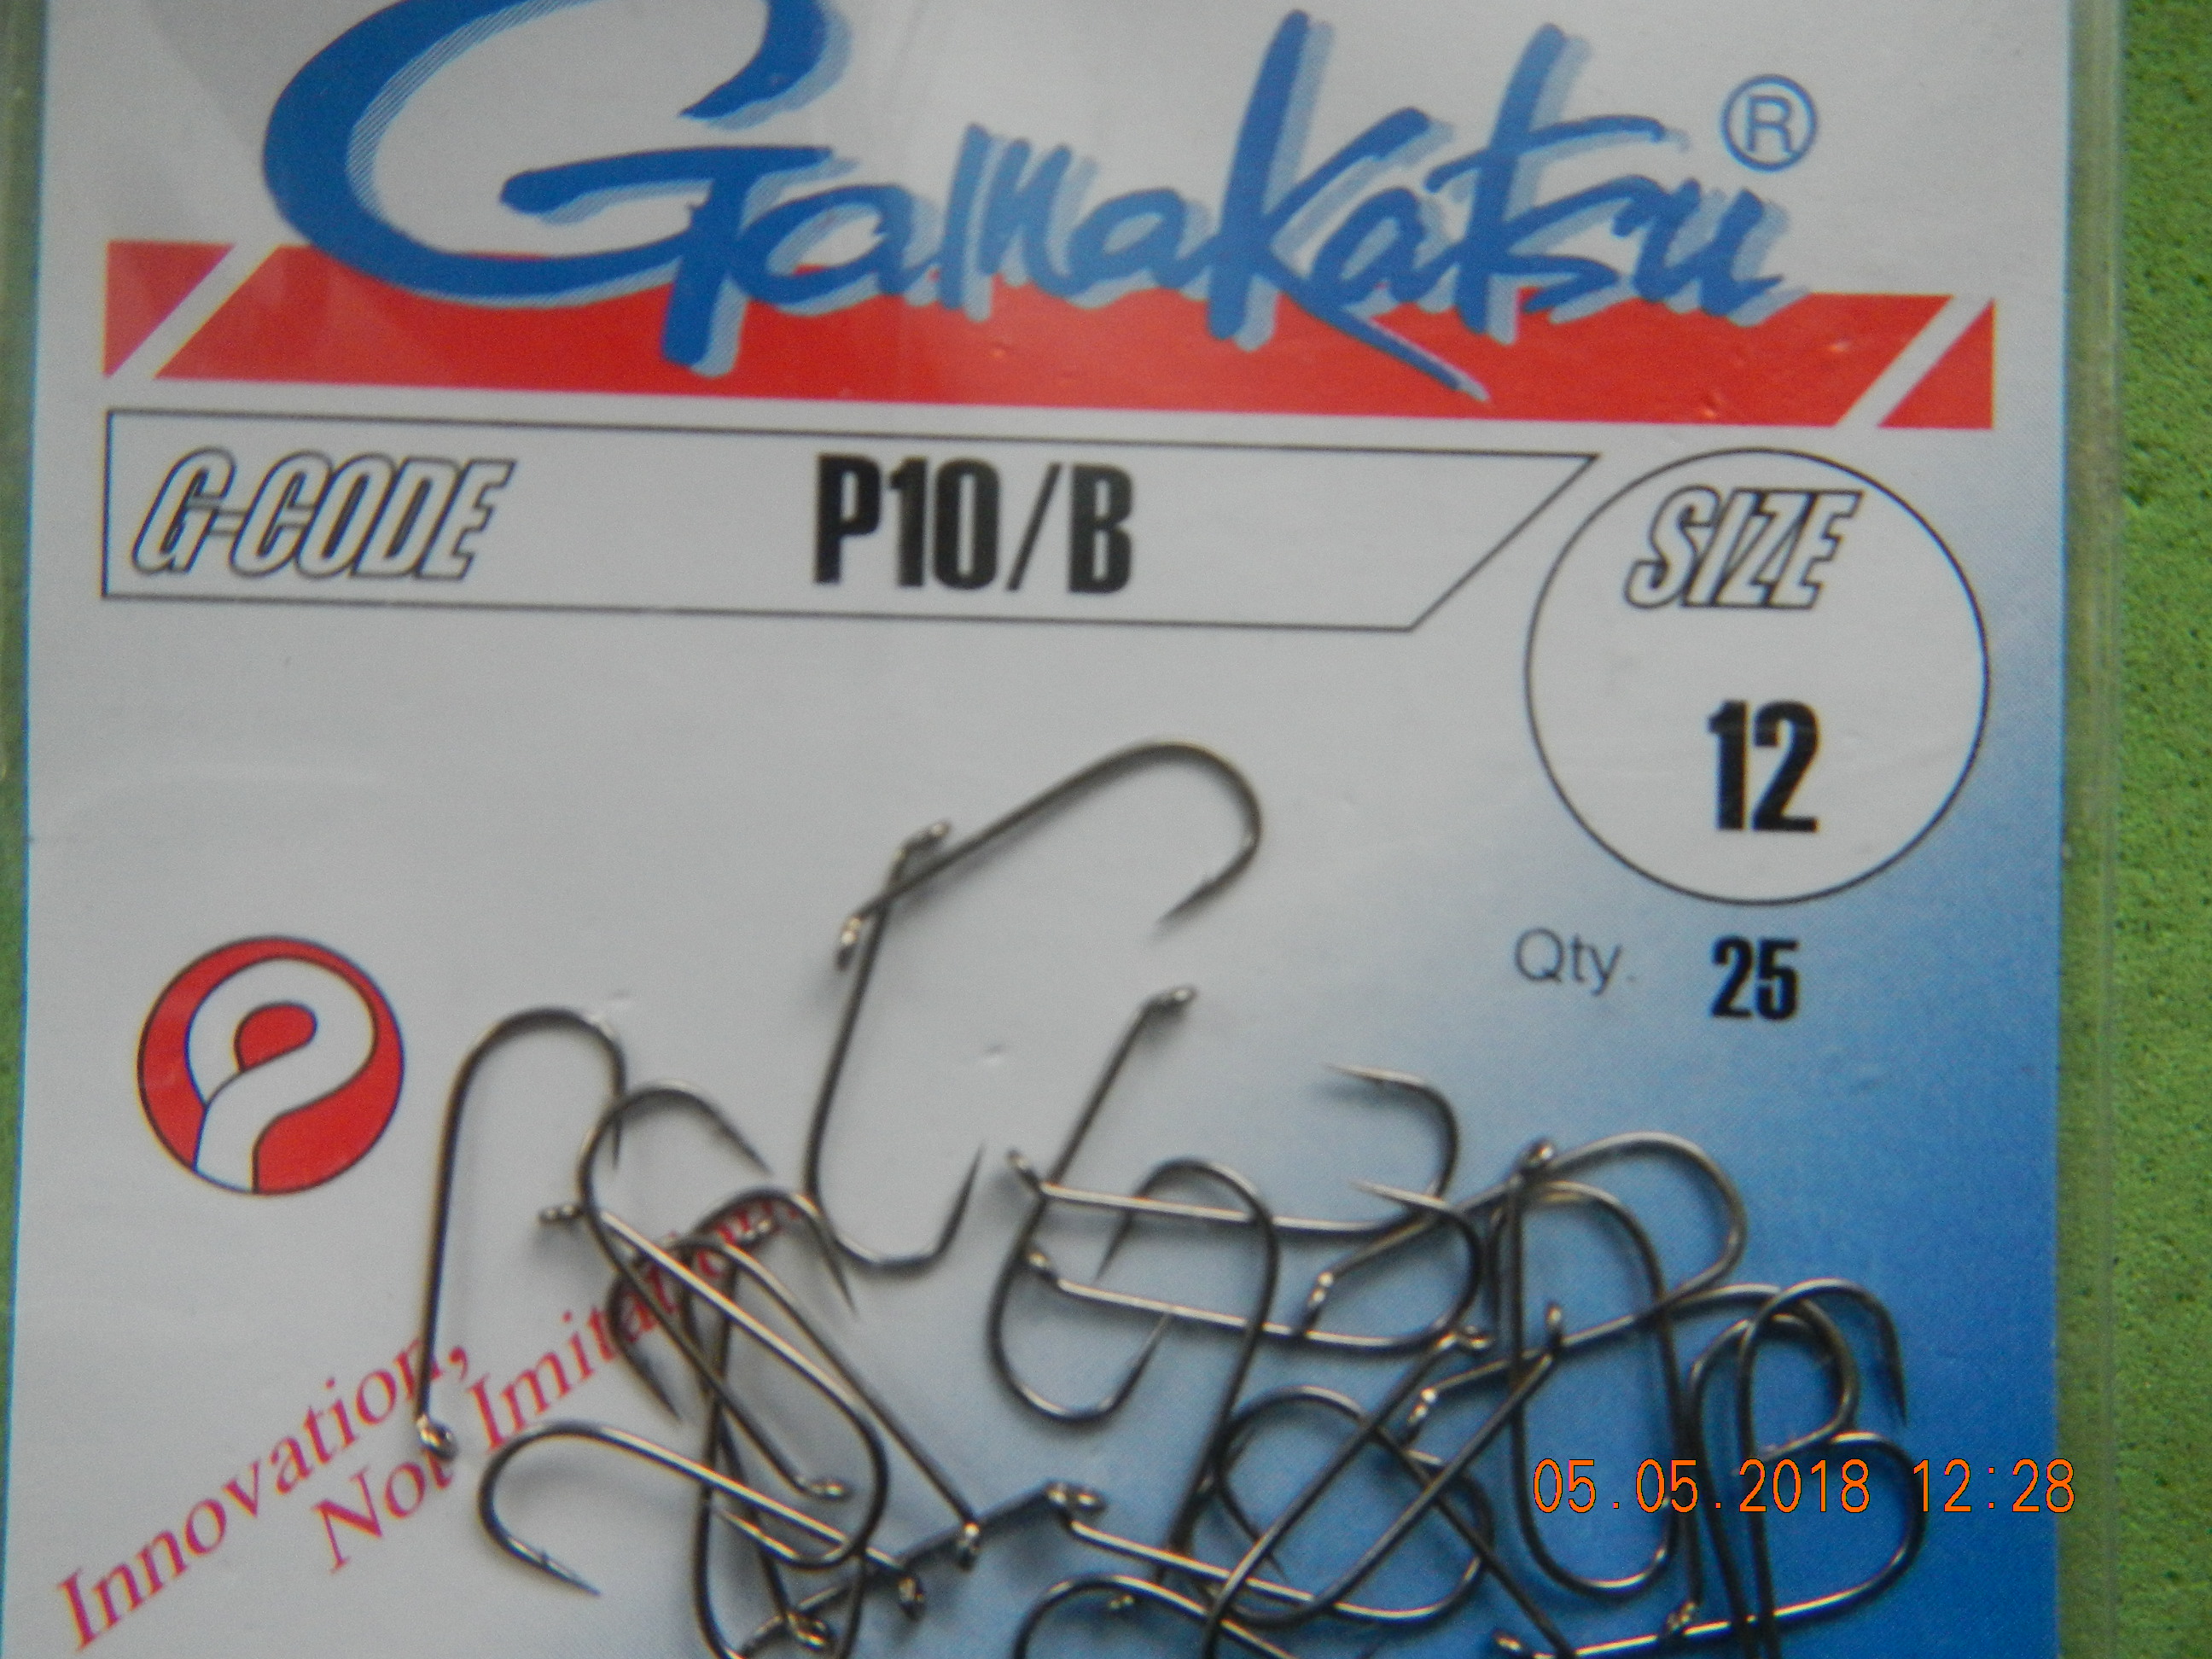 Gamakatsu®
G-CODE P10/B
SIZE
12
Qty. 25
Innovation,
Not Imitation
05.05.2018 12:28